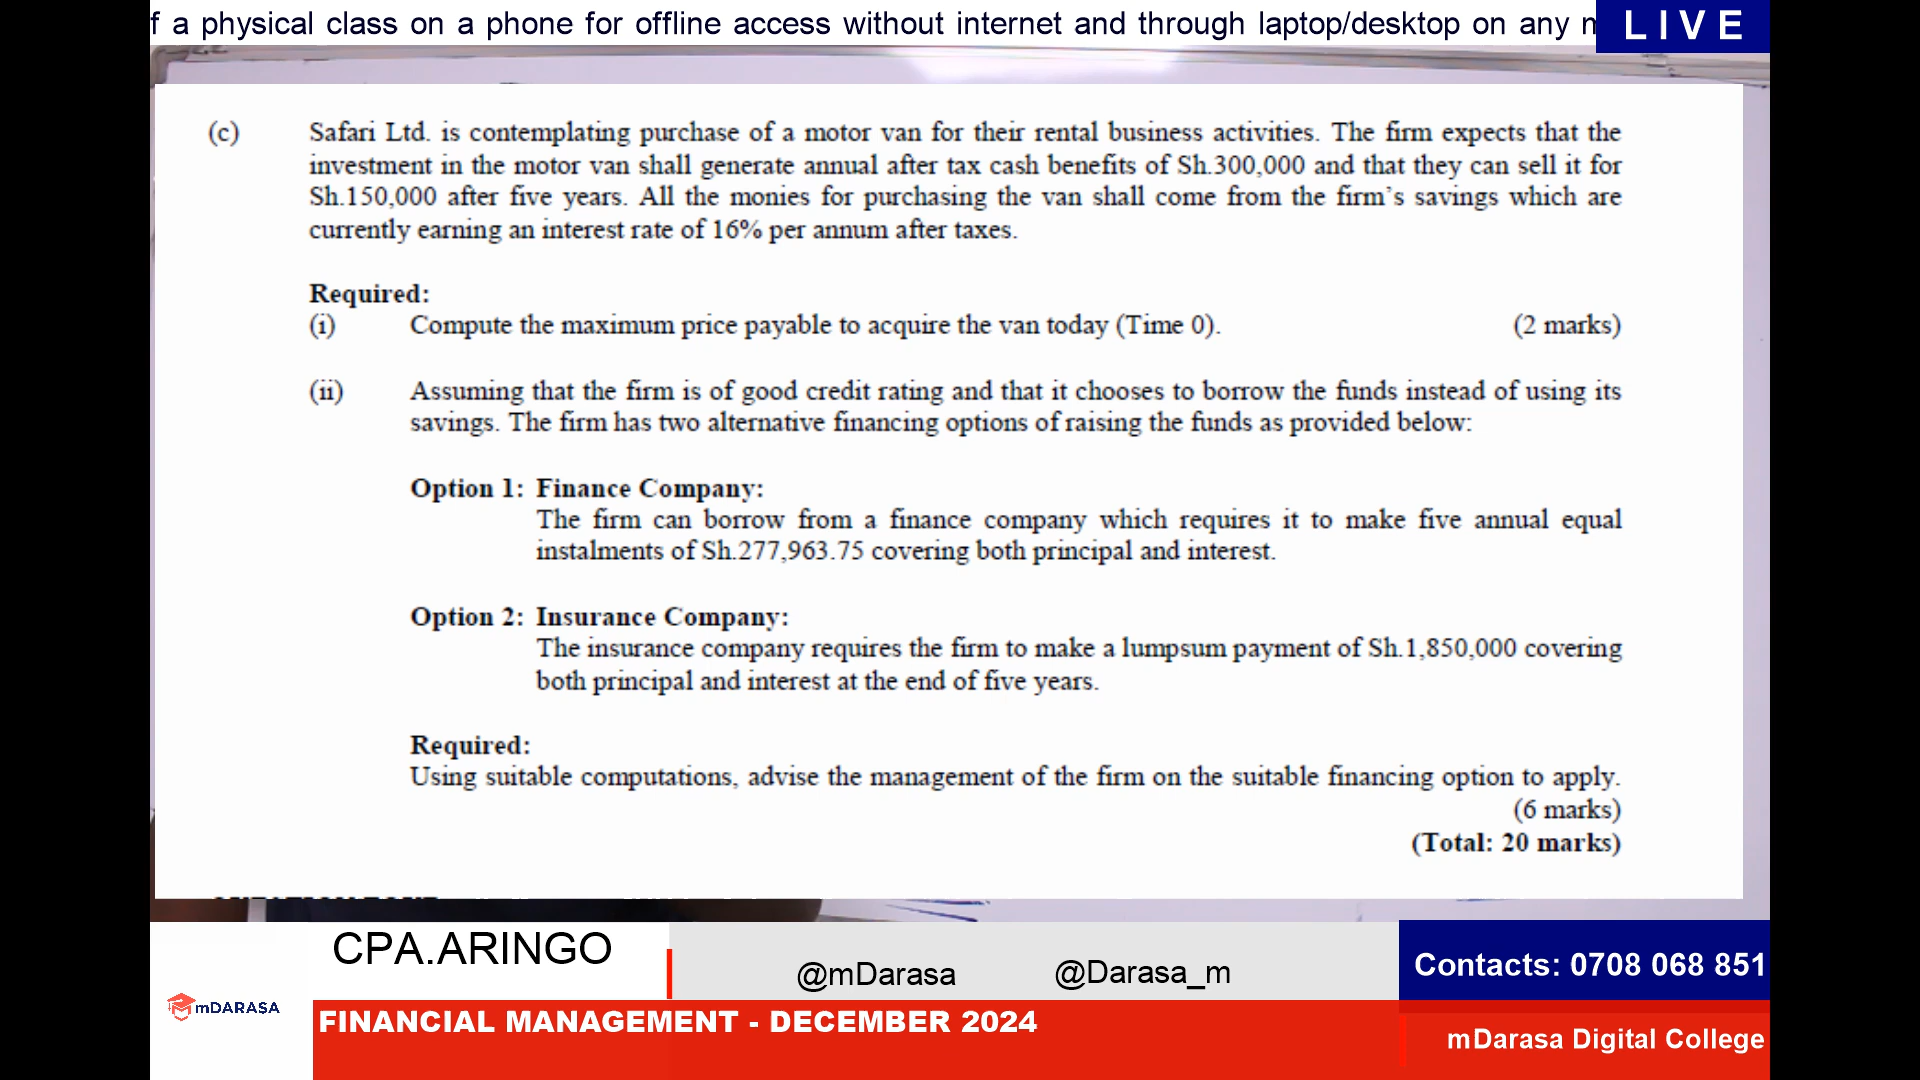 f a physical class on a phone for offline access without internet and through laptop/desktop on any
LIVE
(c) Safari Ltd. is contemplating purchase of a motor van for their rental business activities. The firm expects that the
investment in the motor van shall generate annual after tax cash benefits of Sh.300,000 and that they can sell it for
Sh.150,000 after five years. All the monies for purchasing the van shall come from the firm's savings which are
currently earning an interest rate of 16% per annum after taxes.
Required:
(i) Compute the maximum price payable to acquire the van today (Time 0). (2 marks)
(ii) Assuming that the firm is of good credit rating and that it chooses to borrow the funds instead of using its
savings. The firm has two alternative financing options of raising the funds as provided below:
Option 1: Finance Company:
The firm can borrow from a finance company which requires it to make five annual equal
instalments of Sh.277,963.75 covering both principal and interest.
Option 2: Insurance Company:
The insurance company requires the firm to make a lumpsum payment of Sh.1,850,000 covering
both principal and interest at the end of five years.
Required:
Using suitable computations, advise the management of the firm on the suitable financing option to apply.
(6 marks)
(Total: 20 marks)
CPA.ARINGO
@mDarasa @Darasa_m
Contacts: 0708 068 851
mDARASA
FINANCIAL MANAGEMENT - DECEMBER 2024
mDarasa Digital College